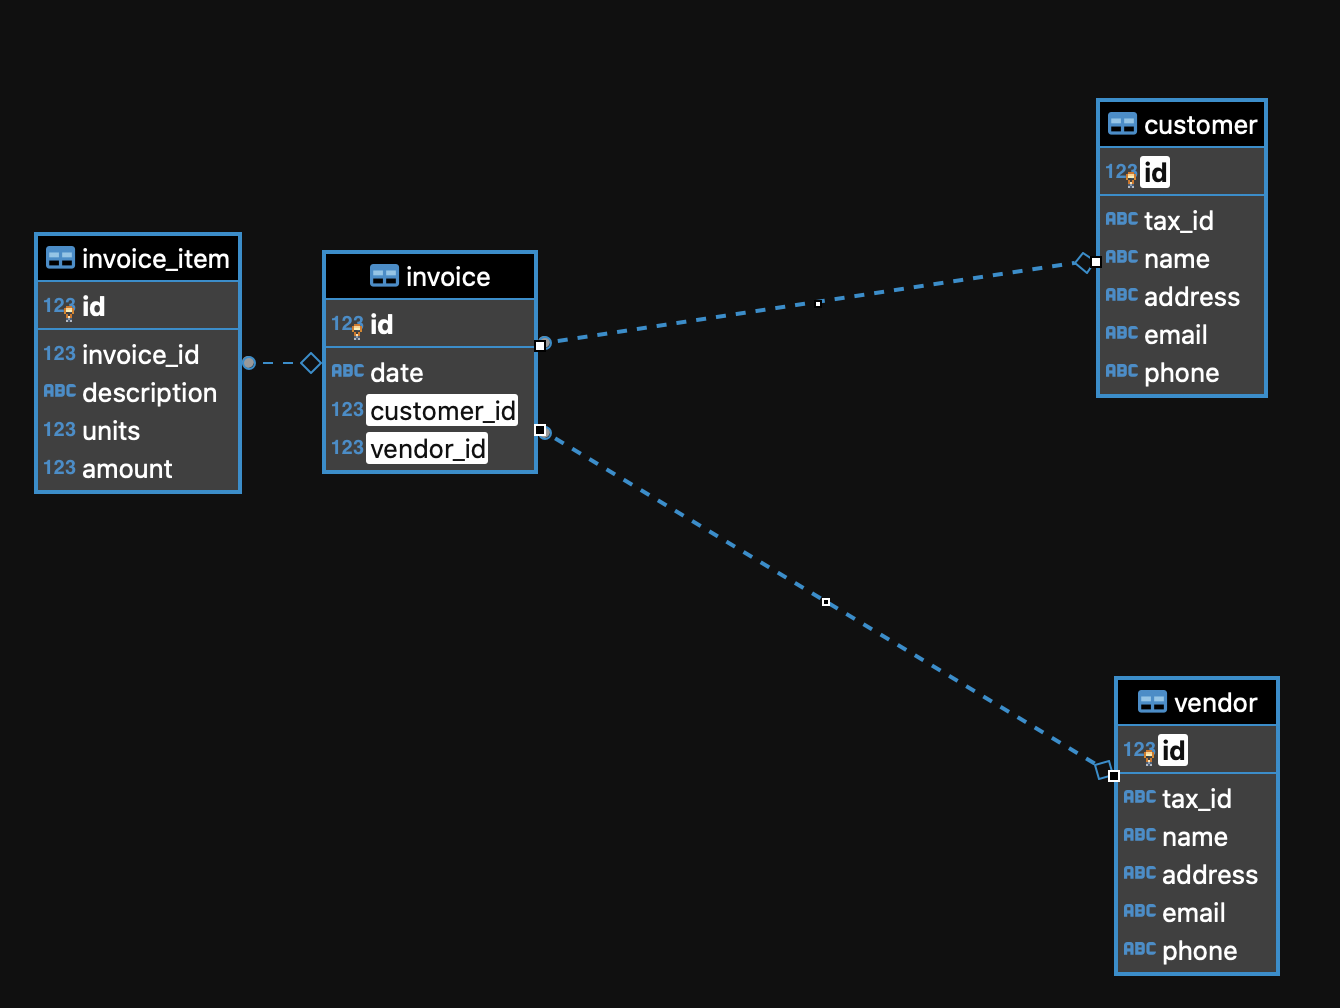 invoice_item
123 id
123 invoice_id
ABC description
123 units
123 amount
invoice
123 id
ABC date
123 customer_id
123 vendor_id
customer
123 id
ABC tax_id
ABC name
ABC address
ABC email
ABC phone
vendor
123 id
ABC tax_id
ABC name
ABC address
ABC email
ABC phone